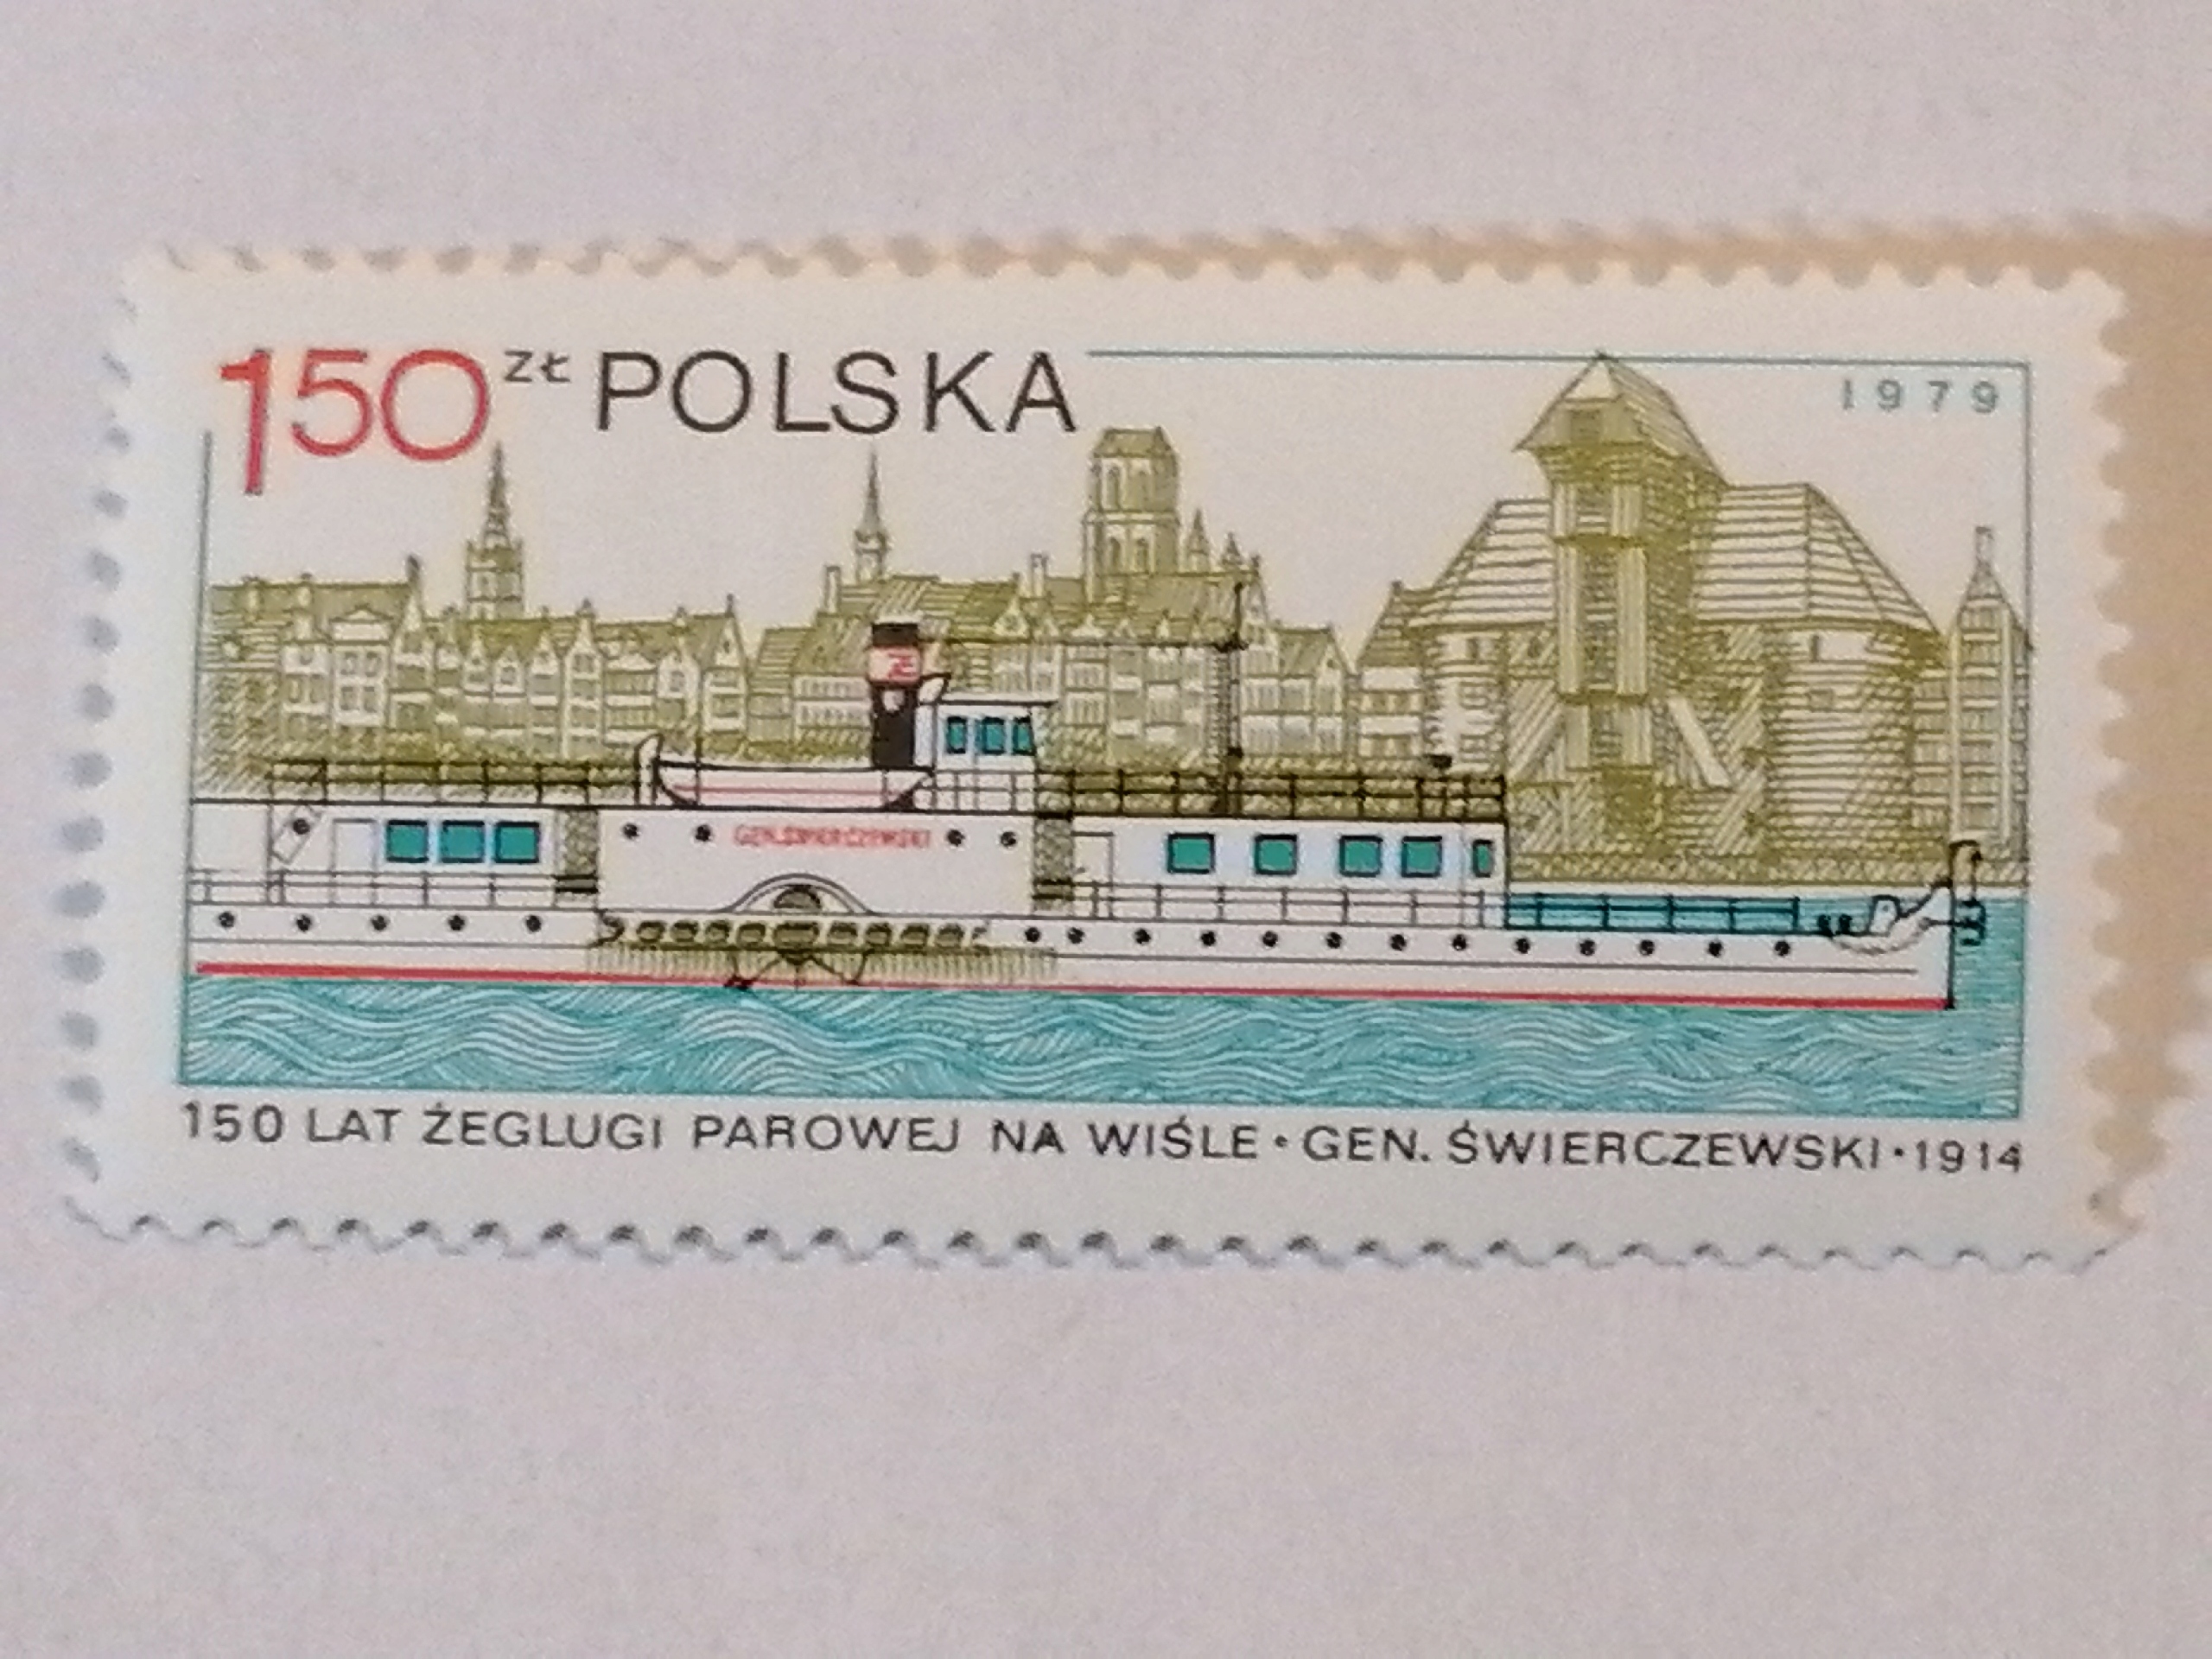 1,50 ZŁ POLSKA
1979
GEN.ŚWIERCZEWSKI
150 LAT ŻEGLUGI PAROWEJ NA WIŚLE • GEN. ŚWIERCZEWSKI • 1914